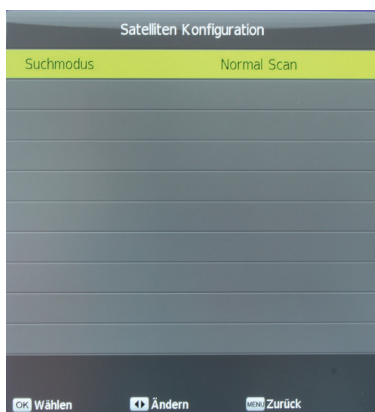 Satelliten Konfiguration
Suchmodus Normal Scan
OK Wählen ◄► Ändern MENU Zurück